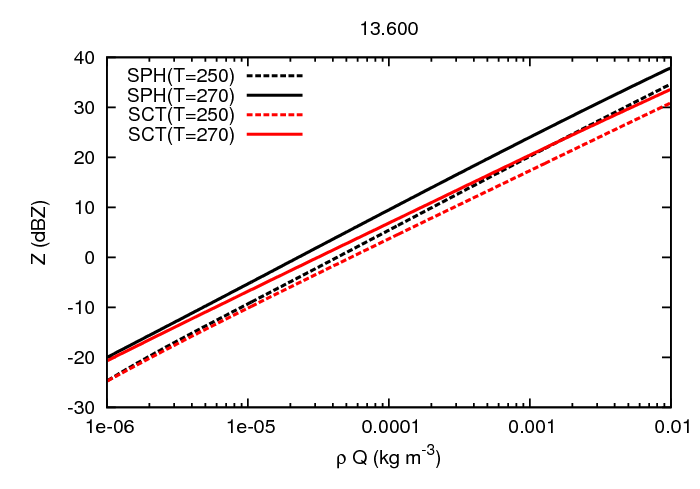 13.600
40
30
20
10
0
-10
-20
-30
Z (dBZ)
SPH(T=250)
SPH(T=270)
SCT(T=250)
SCT(T=270)
1e-06 1e-05 0.0001 0.001 0.01
ρ Q (kg m-3)